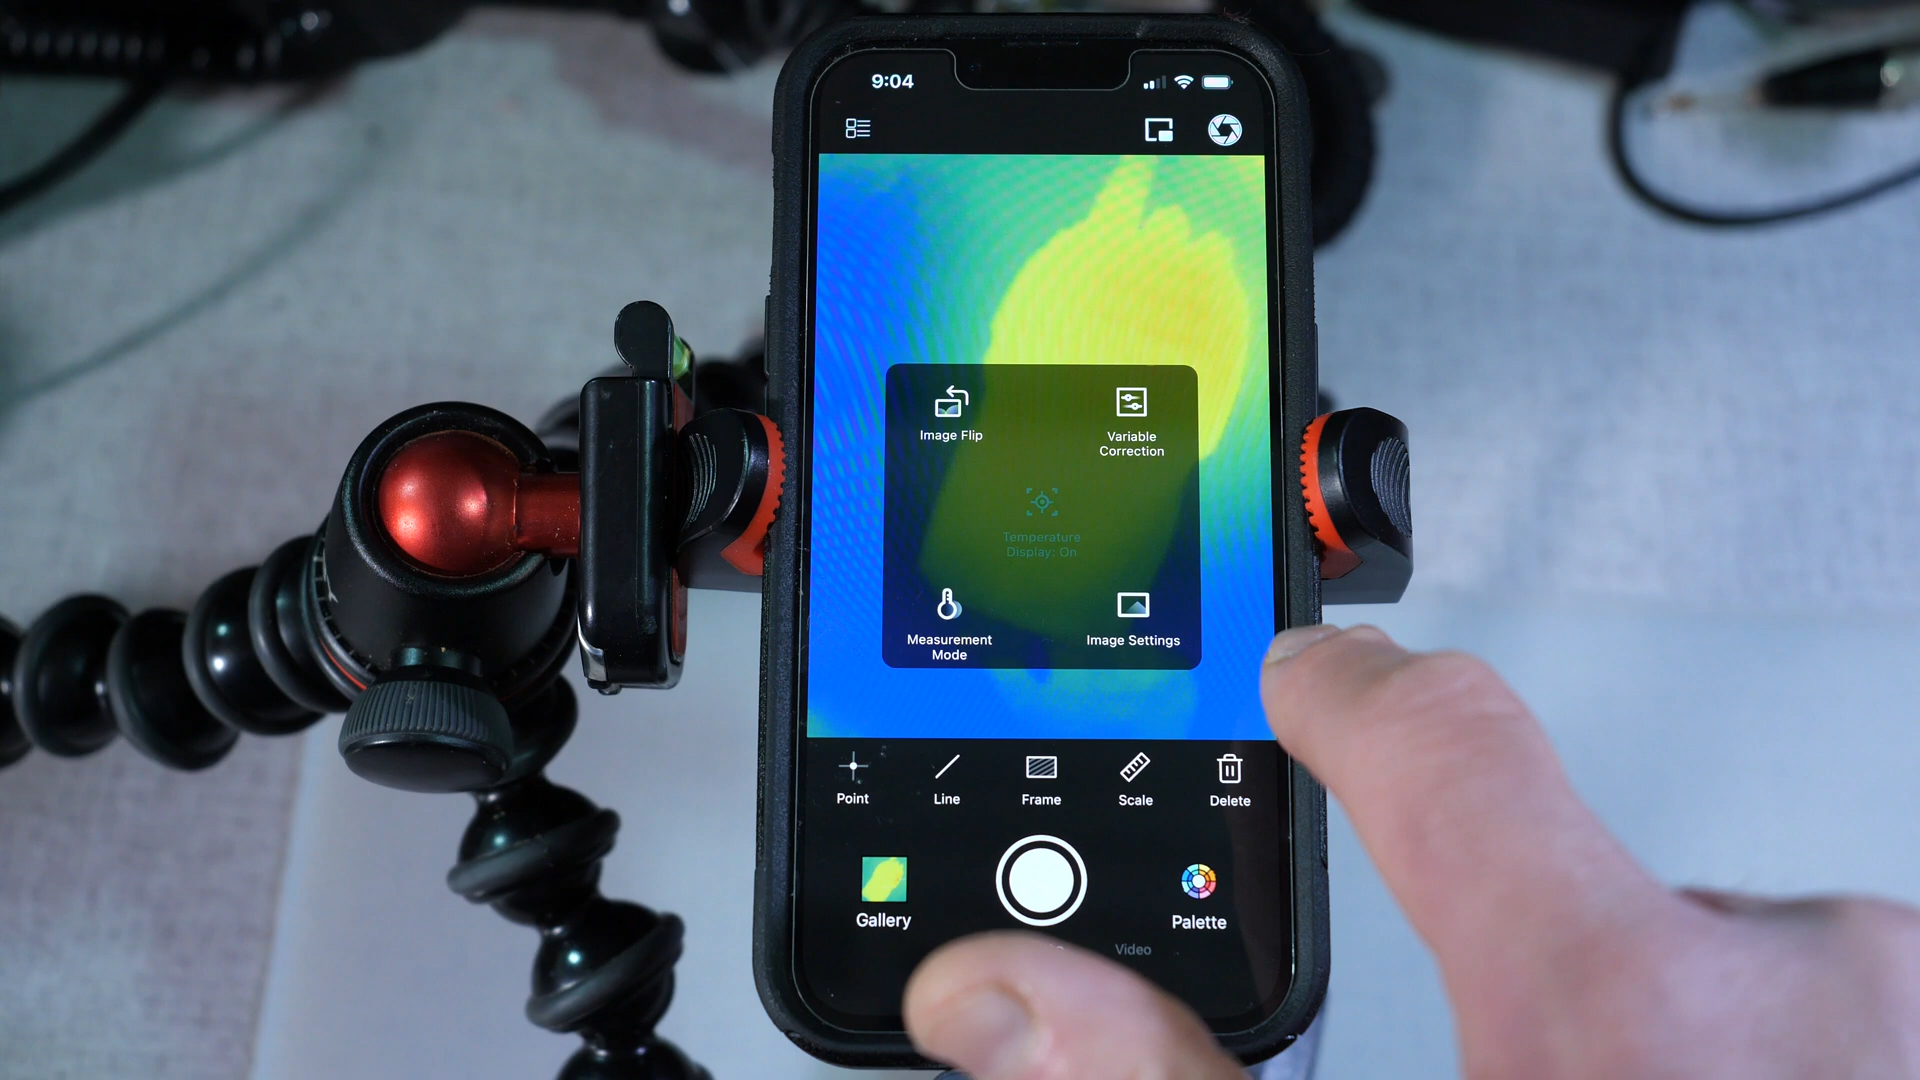 9:04
Image Flip
Variable
Correction
Temperature
Display: On
Measurement
Mode
Image Settings
Point
Line
Frame
Scale
Delete
Gallery
Palette
Video